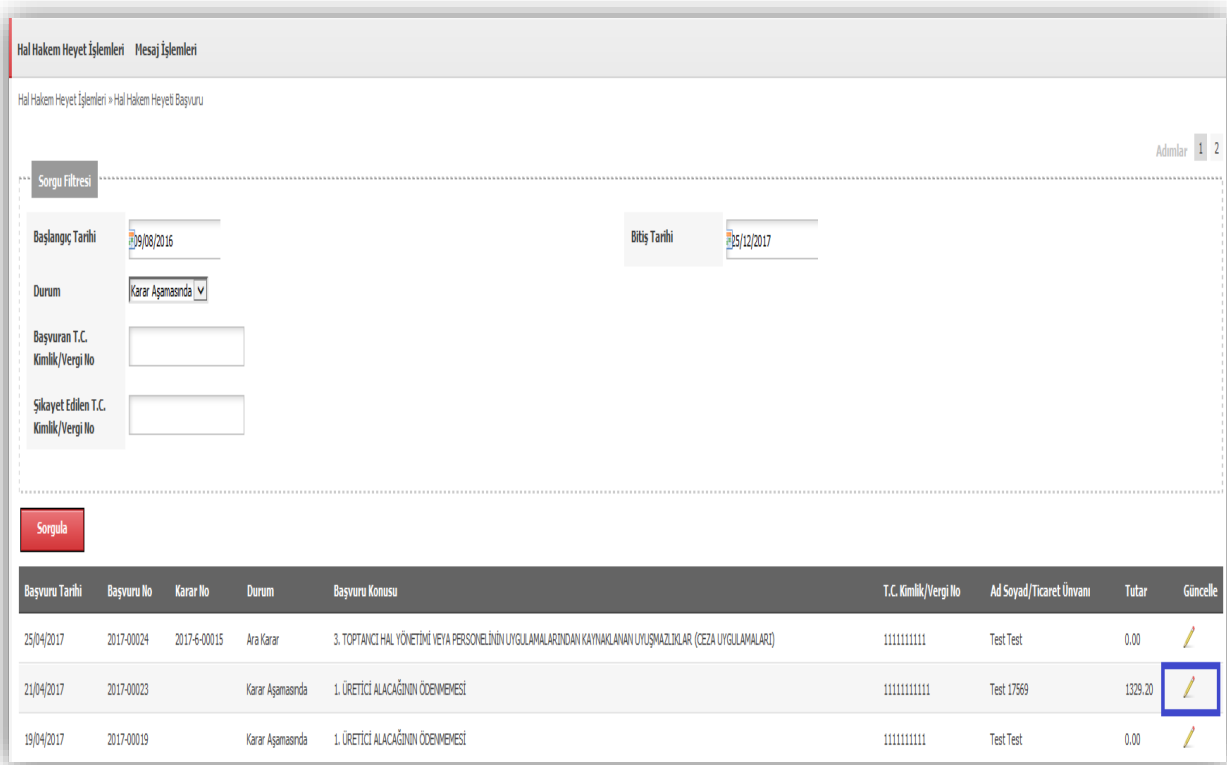 Hal Hakem Heyet İşlemleri Mesaj İşlemleri
Hal Hakem Heyet İşlemleri » Hal Hakem Heyeti Başvuru
Adımlar 1 2
Sorgu Filtresi
Başlangıç Tarihi 09/08/2016 Bitiş Tarihi 25/12/2017
Durum Karar Aşamasında
Başvuran T.C.
Kimlik/Vergi No
Şikayet Edilen T.C.
Kimlik/Vergi No
Sorgula
Başvuru Tarihi Başvuru No Karar No Durum Başvuru Konusu T.C. Kimlik/Vergi No Ad Soyad/Ticaret Ünvanı Tutar Güncelle
25/04/2017 2017-00024 2017-6-00015 Ara Karar 3. TOPTANCI HAL YÖNETİMİ VEYA PERSONELİNİN UYGULAMALARINDAN KAYNAKLANAN UYUŞMAZLIKLAR (CEZA UYGULAMALARI) 1111111111 Test Test 0.00
21/04/2017 2017-00023 Karar Aşamasında 1. ÜRETİCİ ALACAĞININ ÖDENMEMESİ 11111111111 Test 17569 1329.20
19/04/2017 2017-00019 Karar Aşamasında 1. ÜRETİCİ ALACAĞININ ÖDENMEMESİ 1111111111 Test Test 0.00